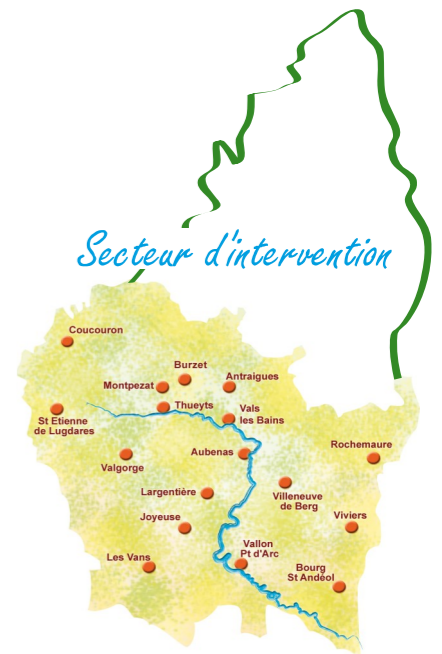 Secteur d'intervention
Coucouron
Burzet
Montpezat
Antraigues
St Etienne
de Lugdares
Thueyts
Vals
les Bains
Rochemaure
Aubenas
Valgorge
Largentière
Villeneuve
de Berg
Joyeuse
Viviers
Les Vans
Vallon
Pt d'Arc
Bourg
St Andéol